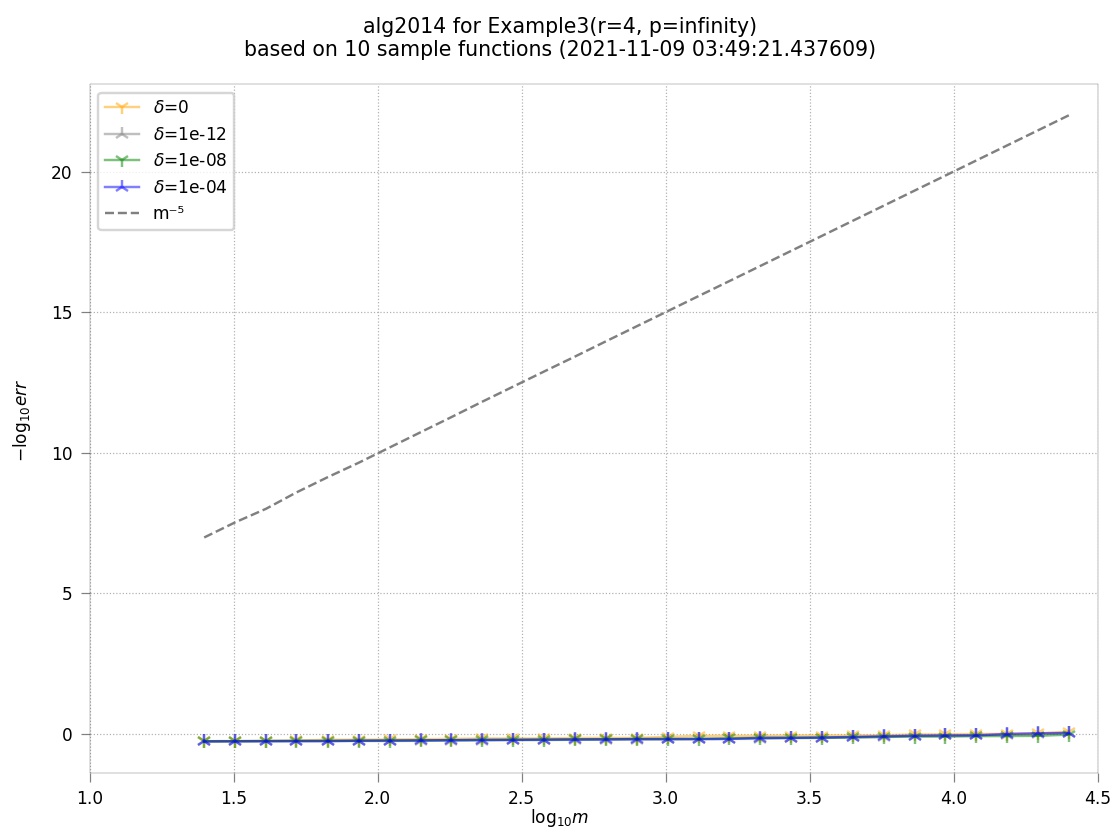 alg2014 for Example3(r=4, p=infinity)
based on 10 sample functions (2021-11-09 03:49:21.437609)
δ=0
δ=1e-12
δ=1e-08
δ=1e-04
m⁻⁵
20
15
10
5
0
−log₁₀err
1.0 1.5 2.0 2.5 3.0 3.5 4.0 4.5
log₁₀m